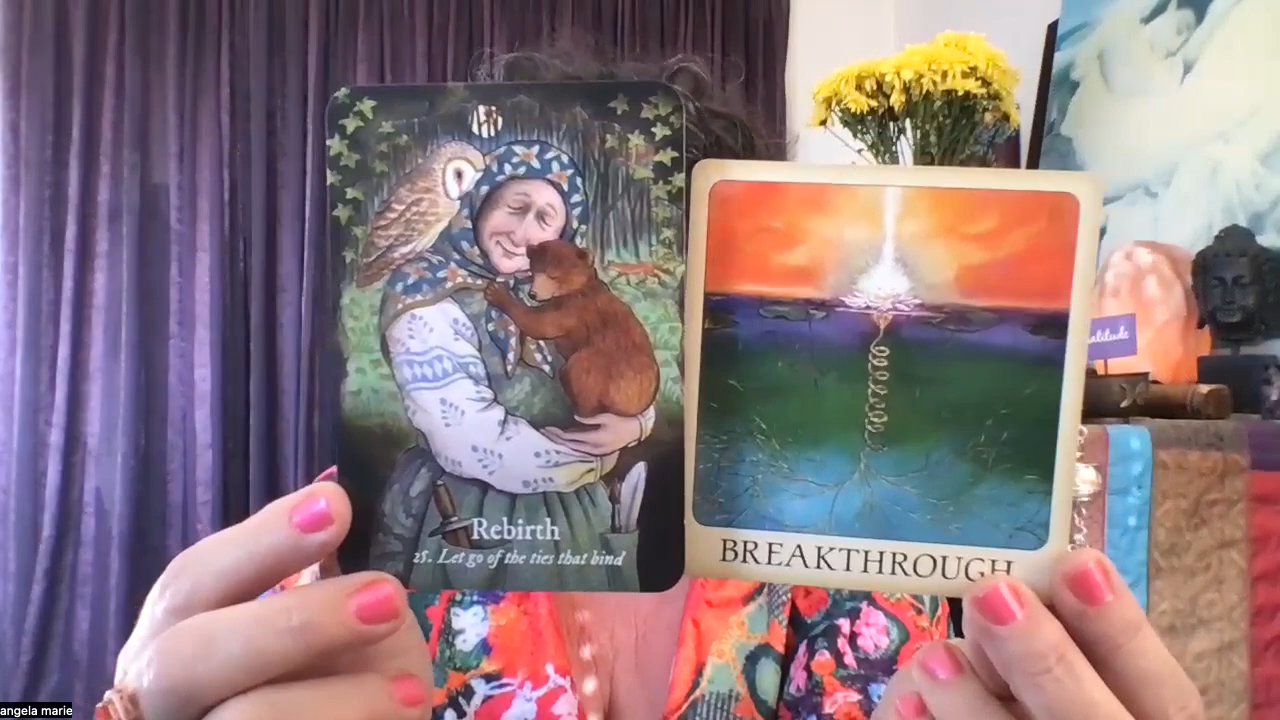 Rebirth
25. Let go of the ties that bind
BREAKTHROUGH
angela marie